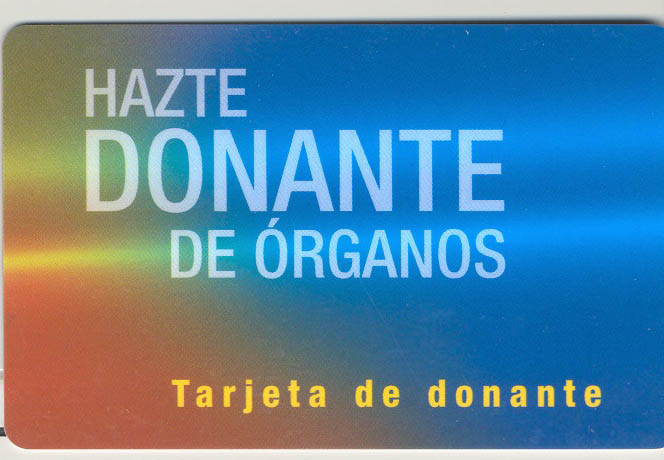 HAZTE
DONANTE
DE ÓRGANOS
Tarjeta de donante